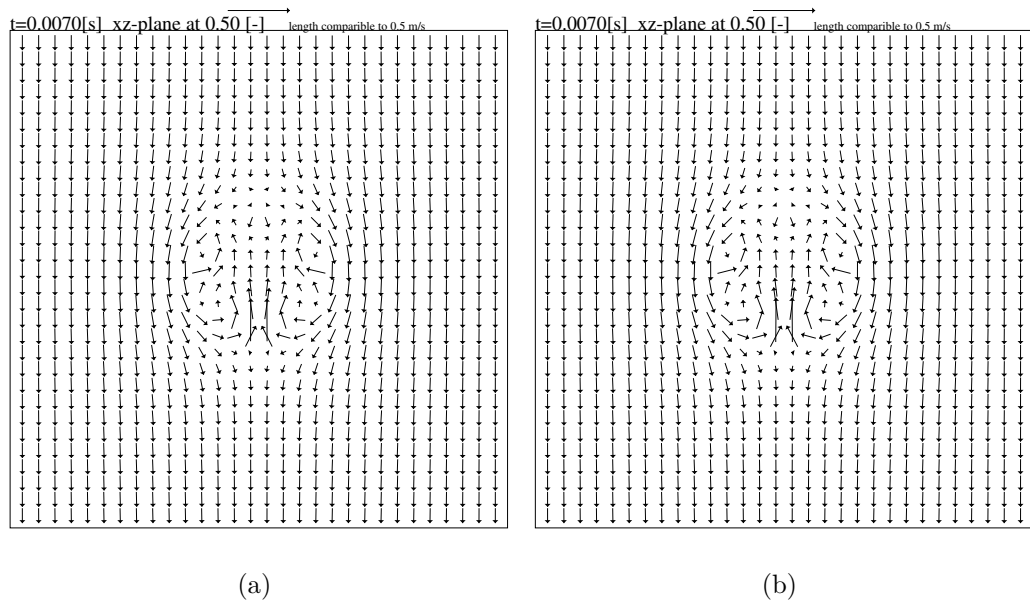 t=0.0070[s] xz-plane at 0.50 [-] length comparible to 0.5 m/s
t=0.0070[s] xz-plane at 0.50 [-] length comparible to 0.5 m/s
(a)
(b)